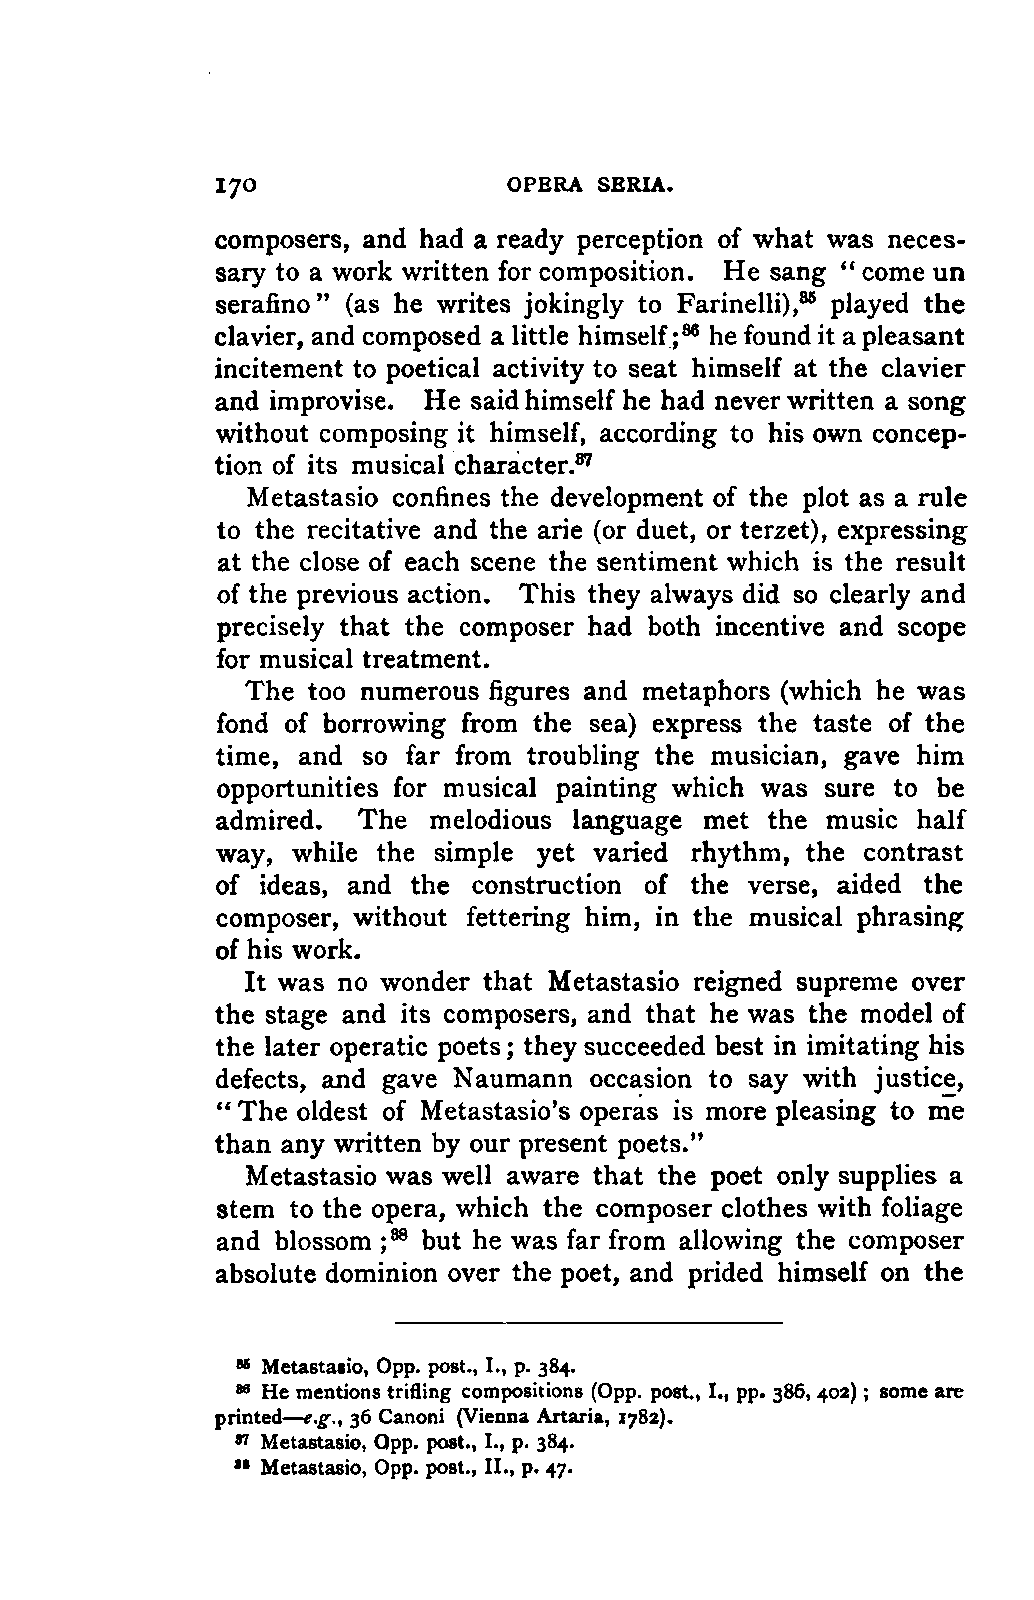 170 OPERA SERIA.
composers, and had a ready perception of what was neces-
sary to a work written for composition. He sang “come un
serafino” (as he writes jokingly to Farinelli),⁸⁵ played the
clavier, and composed a little himself;⁸⁶ he found it a pleasant
incitement to poetical activity to seat himself at the clavier
and improvise. He said himself he had never written a song
without composing it himself, according to his own concep-
tion of its musical character.⁸⁷
Metastasio confines the development of the plot as a rule
to the recitative and the arie (or duet, or terzet), expressing
at the close of each scene the sentiment which is the result
of the previous action. This they always did so clearly and
precisely that the composer had both incentive and scope
for musical treatment.
The too numerous figures and metaphors (which he was
fond of borrowing from the sea) express the taste of the
time, and so far from troubling the musician, gave him
opportunities for musical painting which was sure to be
admired. The melodious language met the music half
way, while the simple yet varied rhythm, the contrast
of ideas, and the construction of the verse, aided the
composer, without fettering him, in the musical phrasing
of his work.
It was no wonder that Metastasio reigned supreme over
the stage and its composers, and that he was the model of
the later operatic poets; they succeeded best in imitating his
defects, and gave Naumann occasion to say with justice,
“The oldest of Metastasio's operas is more pleasing to me
than any written by our present poets.”
Metastasio was well aware that the poet only supplies a
stem to the opera, which the composer clothes with foliage
and blossom;⁸⁸ but he was far from allowing the composer
absolute dominion over the poet, and prided himself on the
⁸⁵ Metastasio, Opp. post., I., p. 384.
⁸⁶ He mentions trifling compositions (Opp. post., I., pp. 386, 402); some are
printed—e.g., 36 Canoni (Vienna Artaria, 1782).
⁸⁷ Metastasio, Opp. post., I., p. 384.
⁸⁸ Metastasio, Opp. post., II., p. 47.